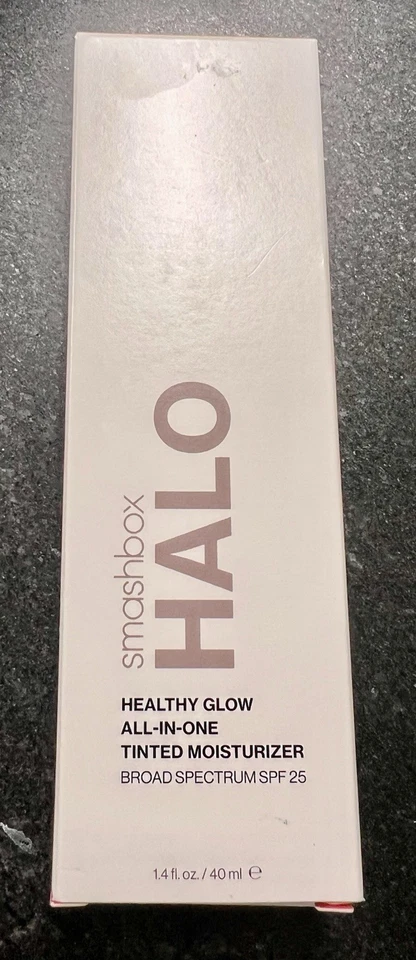 smashbox
HALO
HEALTHY GLOW
ALL-IN-ONE
TINTED MOISTURIZER
BROAD SPECTRUM SPF 25
1.4 fl. oz. / 40 ml ℮